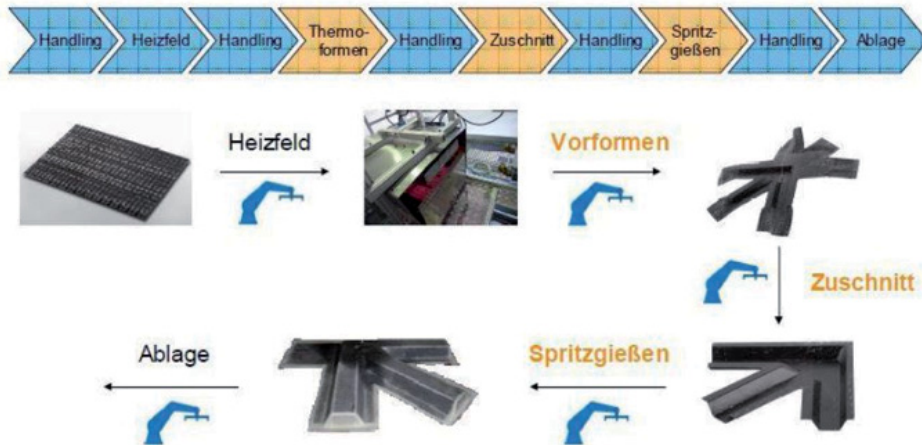 Handling
Heizfeld
Handling
Thermo-
formen
Handling
Zuschnitt
Handling
Spritz-
gießen
Handling
Ablage
Heizfeld
Vorformen
Zuschnitt
Ablage
Spritzgießen